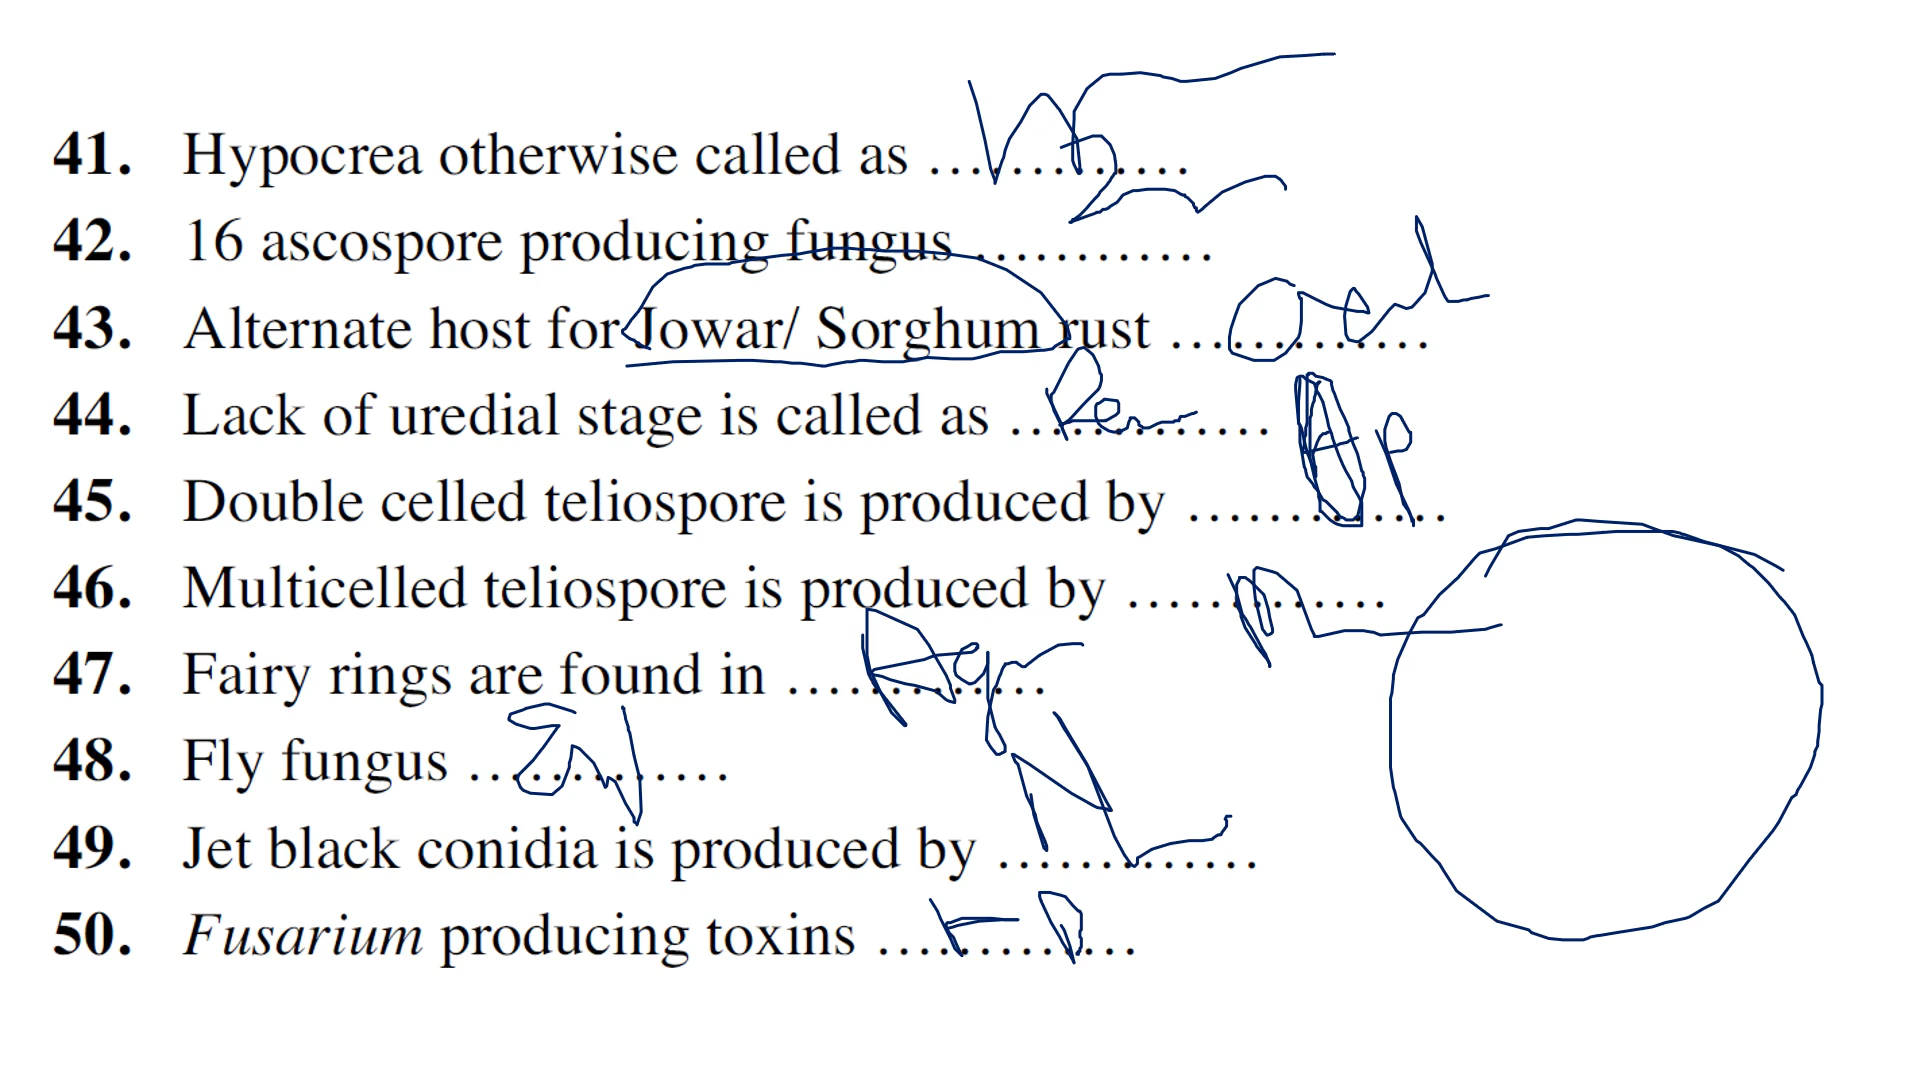 41. Hypocrea otherwise called as .............
42. 16 ascospore producing fungus ............
43. Alternate host for Jowar/ Sorghum rust .............
44. Lack of uredial stage is called as .............
45. Double celled teliospore is produced by .............
46. Multicelled teliospore is produced by .............
47. Fairy rings are found in .............
48. Fly fungus .............
49. Jet black conidia is produced by .............
50. Fusarium producing toxins .............